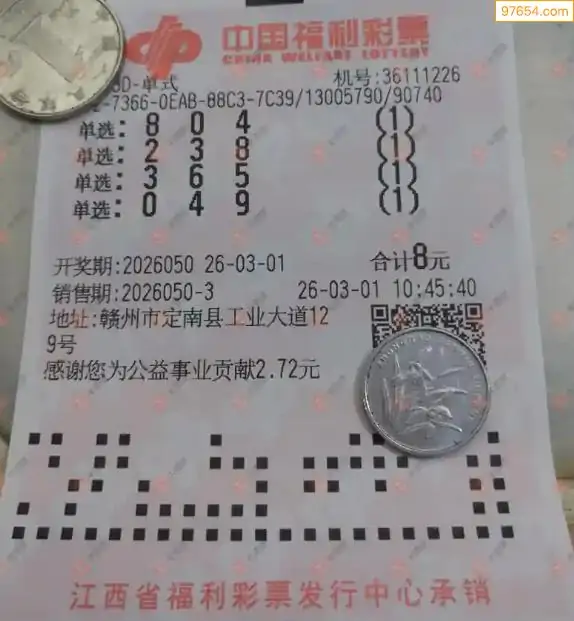 97654.com
中国福利彩票
CHINA WELFARE LOTTERY
3D-单式 机号:36111226
-7366-0EAB-88C3-7C39/13005790/90740
单选: 8 0 4 (1)
单选: 2 3 8 (1)
单选: 3 6 5 (1)
单选: 0 4 9 (1)
开奖期:2026050 26-03-01 合计8元
销售期:2026050-3 26-03-01 10:45:40
地址:赣州市定南县工业大道12
9号
感谢您为公益事业贡献2.72元
江西省福利彩票发行中心承销